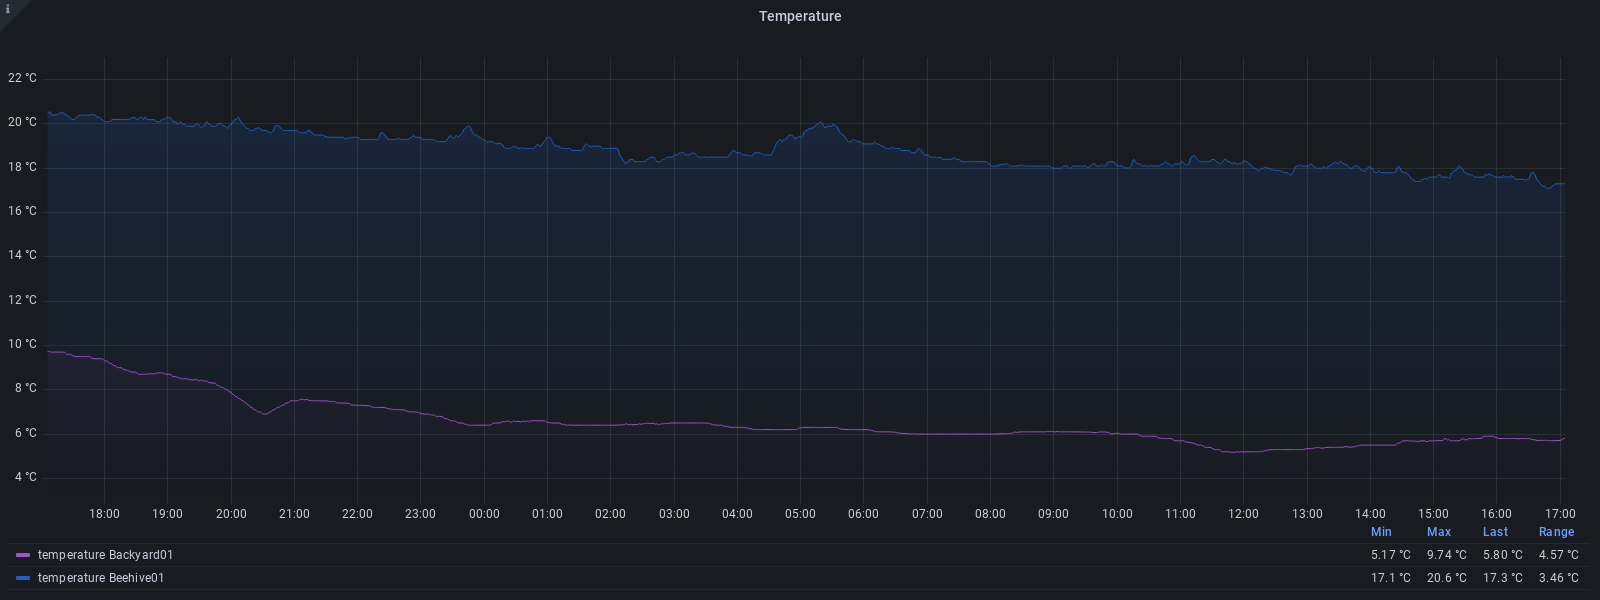 i
Temperature
22 °C
20 °C
18 °C
16 °C
14 °C
12 °C
10 °C
8 °C
6 °C
4 °C
18:00 19:00 20:00 21:00 22:00 23:00 00:00 01:00 02:00 03:00 04:00 05:00 06:00 07:00 08:00 09:00 10:00 11:00 12:00 13:00 14:00 15:00 16:00 17:00
Min Max Last Range
temperature Backyard01 5.17 °C 9.74 °C 5.80 °C 4.57 °C
temperature Beehive01 17.1 °C 20.6 °C 17.3 °C 3.46 °C